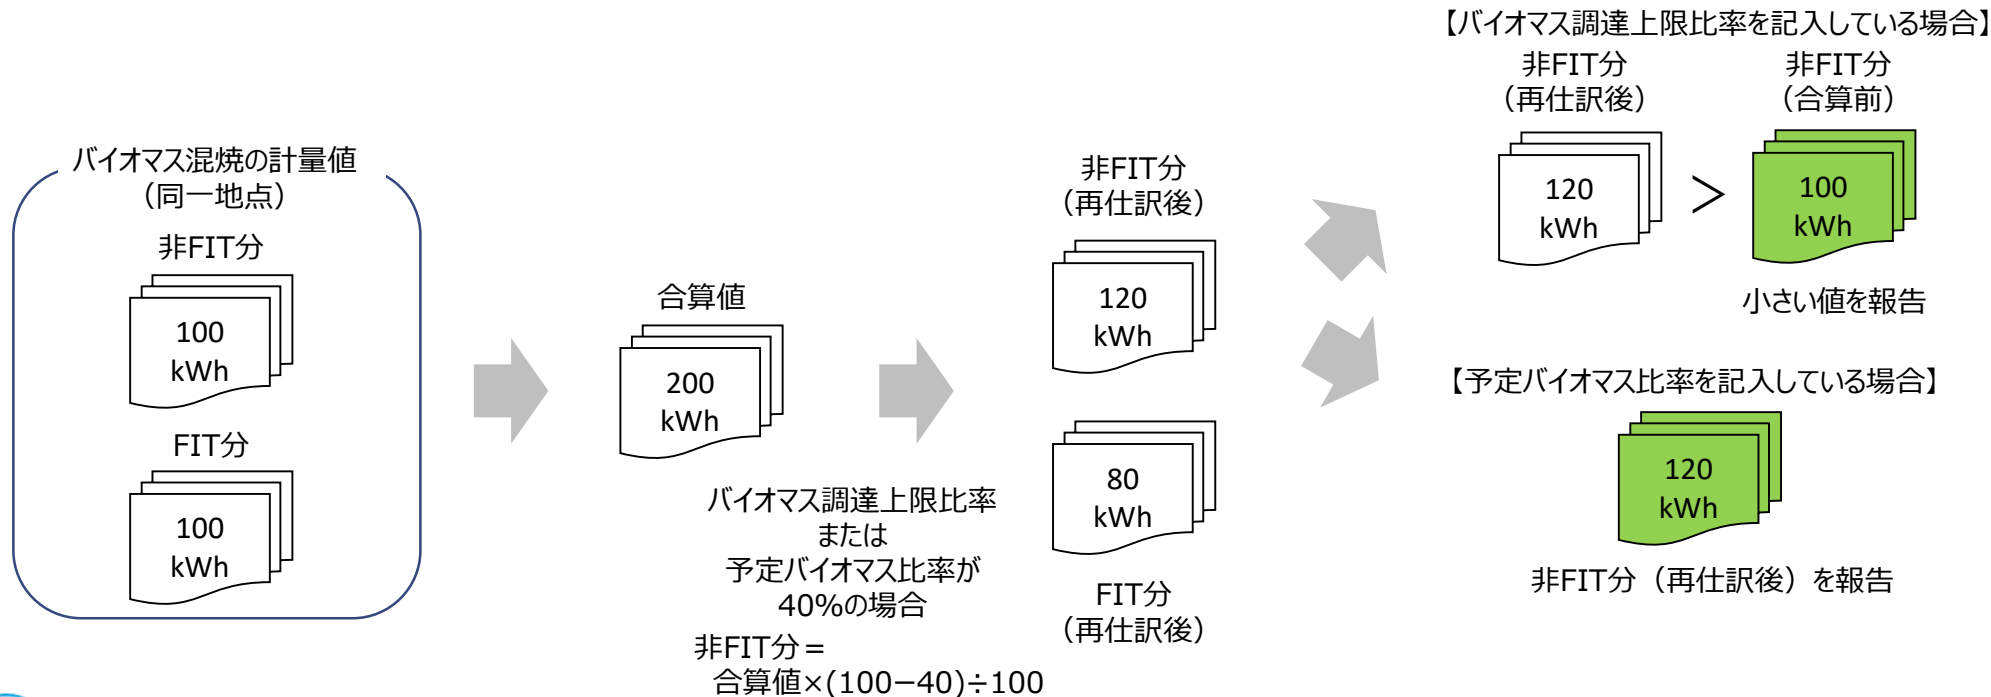 バイオマス混焼の計量値
（同一地点）
非FIT分
100
kWh
FIT分
100
kWh
合算値
200
kWh
バイオマス調達上限比率
または
予定バイオマス比率が
40%の場合
非FIT分＝
合算値×(100−40)÷100
非FIT分
（再仕訳後）
120
kWh
80
kWh
FIT分
（再仕訳後）
【バイオマス調達上限比率を記入している場合】
非FIT分
（再仕訳後）
120
kWh
＞
非FIT分
（合算前）
100
kWh
小さい値を報告
【予定バイオマス比率を記入している場合】
120
kWh
非FIT分（再仕訳後）を報告